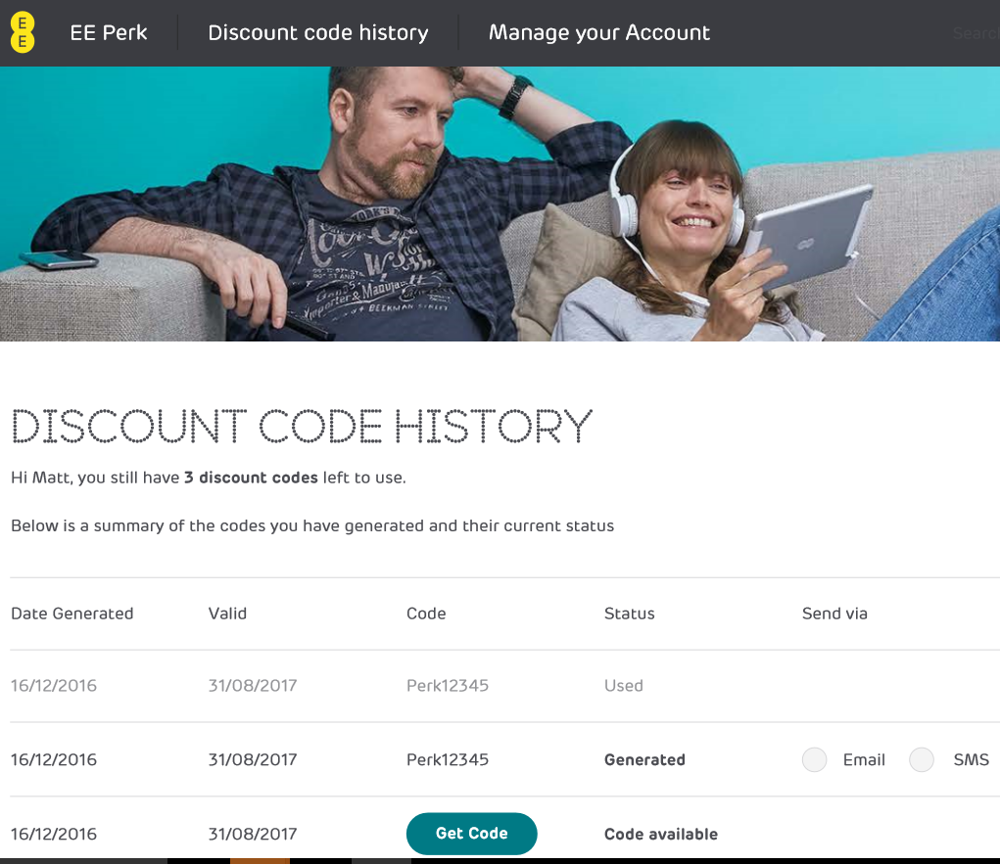 E
E
EE Perk
Discount code history
Manage your Account
Searc
DISCOUNT CODE HISTORY
Hi Matt, you still have 3 discount codes left to use.
Below is a summary of the codes you have generated and their current status
Date Generated Valid Code Status Send via
16/12/2016 31/08/2017 Perk12345 Used
16/12/2016 31/08/2017 Perk12345 Generated Email SMS
16/12/2016 31/08/2017 Get Code Code available